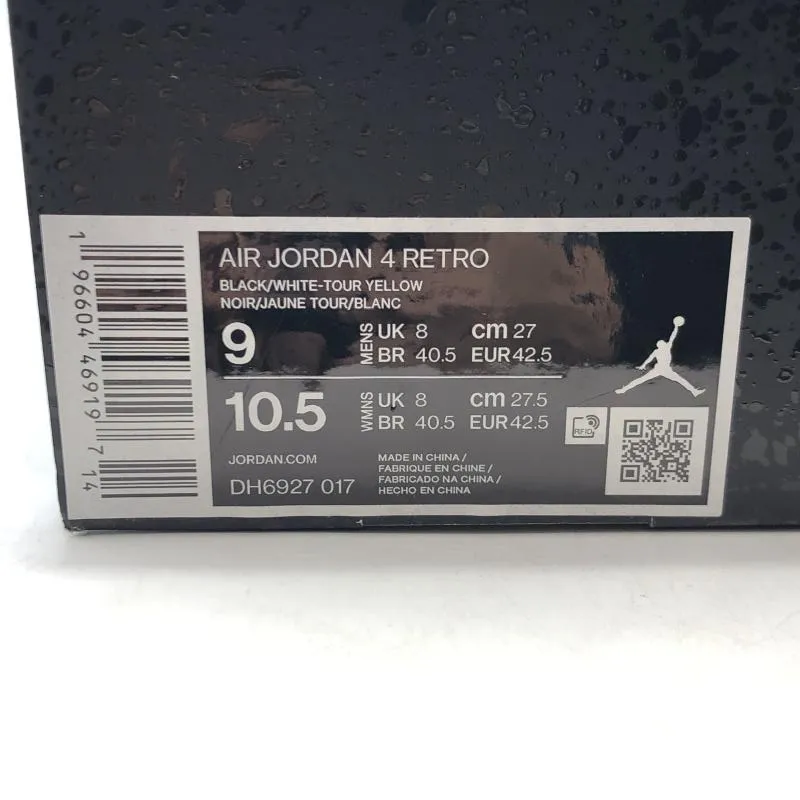 1 96604 46919 7 14
AIR JORDAN 4 RETRO
BLACK/WHITE-TOUR YELLOW
NOIR/JAUNE TOUR/BLANC
9 MENS UK 8 cm 27
BR 40.5 EUR 42.5
10.5 WMNS UK 8 cm 27.5
BR 40.5 EUR 42.5
RFID
JORDAN.COM
DH6927 017
MADE IN CHINA /
FABRIQUE EN CHINE /
FABRICADO NA CHINA /
HECHO EN CHINA